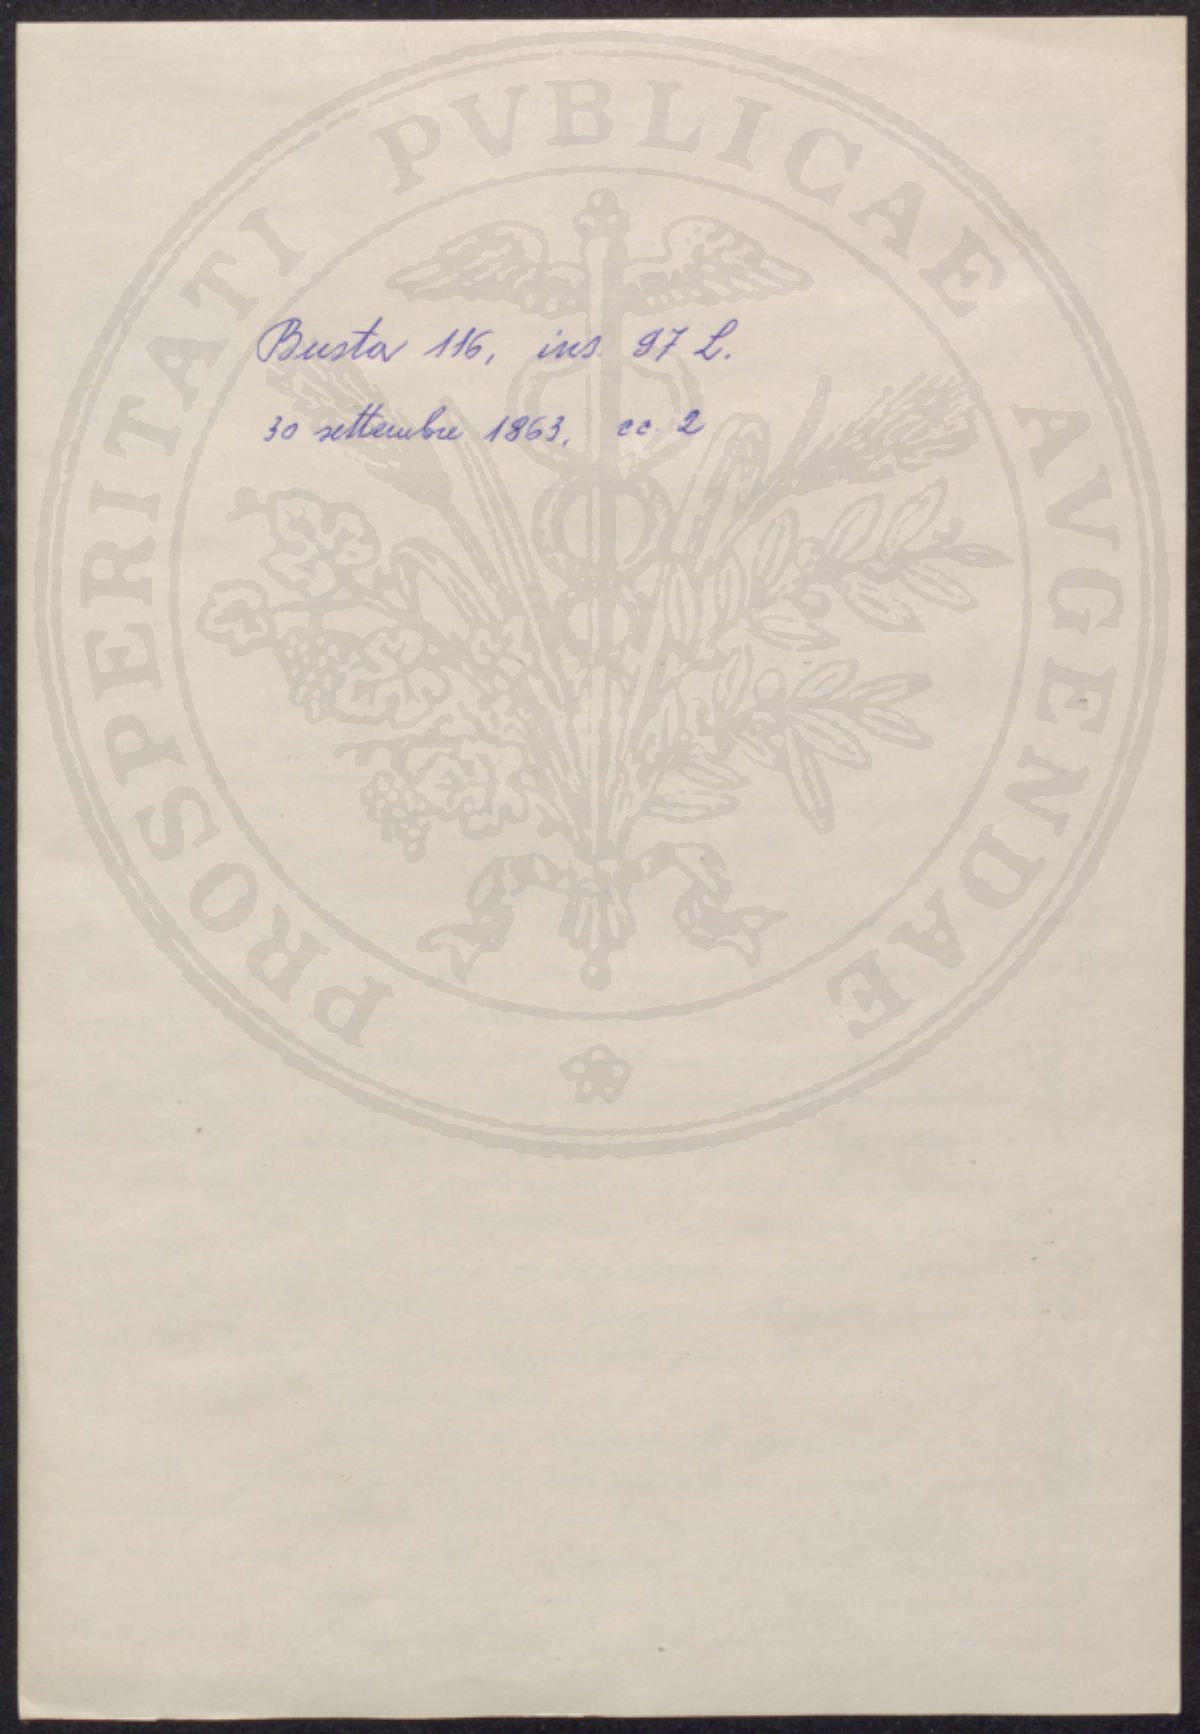 PROSPERITATI PVBLICAE AVGENDAE
Busta 116, ins. 97 L.
30 settembre 1863, cc. 2